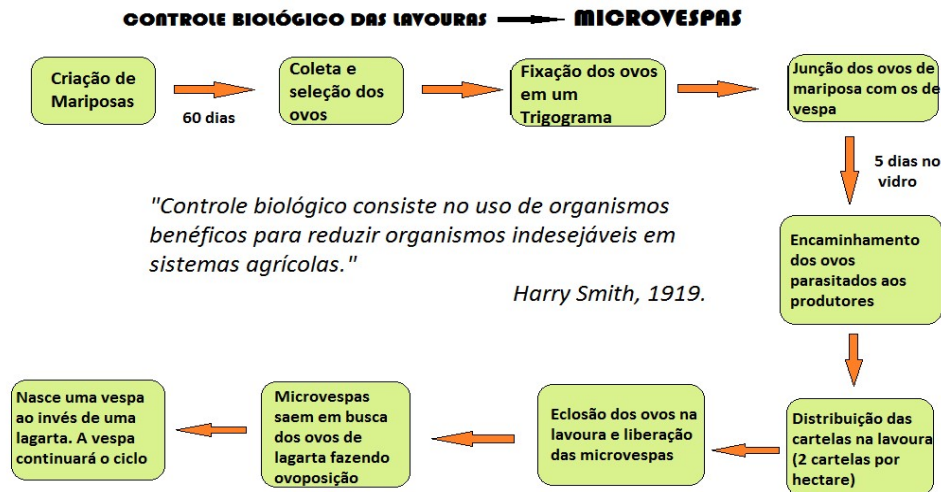 CONTROLE BIOLÓGICO DAS LAVOURAS MICROVESPAS
Criação de
Mariposas
60 dias
Coleta e
seleção dos
ovos
Fixação dos ovos
em um
Trigograma
Junção dos ovos de
mariposa com os de
vespa
5 dias no
vidro
Encaminhamento
dos ovos
parasitados aos
produtores
Distribuição das
cartelas na lavoura
(2 cartelas por
hectare)
Eclosão dos ovos na
lavoura e liberação
das microvespas
Microvespas
saem em busca
dos ovos de
lagarta fazendo
ovoposição
Nasce uma vespa
ao invés de uma
lagarta. A vespa
continuará o ciclo
"Controle biológico consiste no uso de organismos
benéficos para reduzir organismos indesejáveis em
sistemas agrícolas."
Harry Smith, 1919.